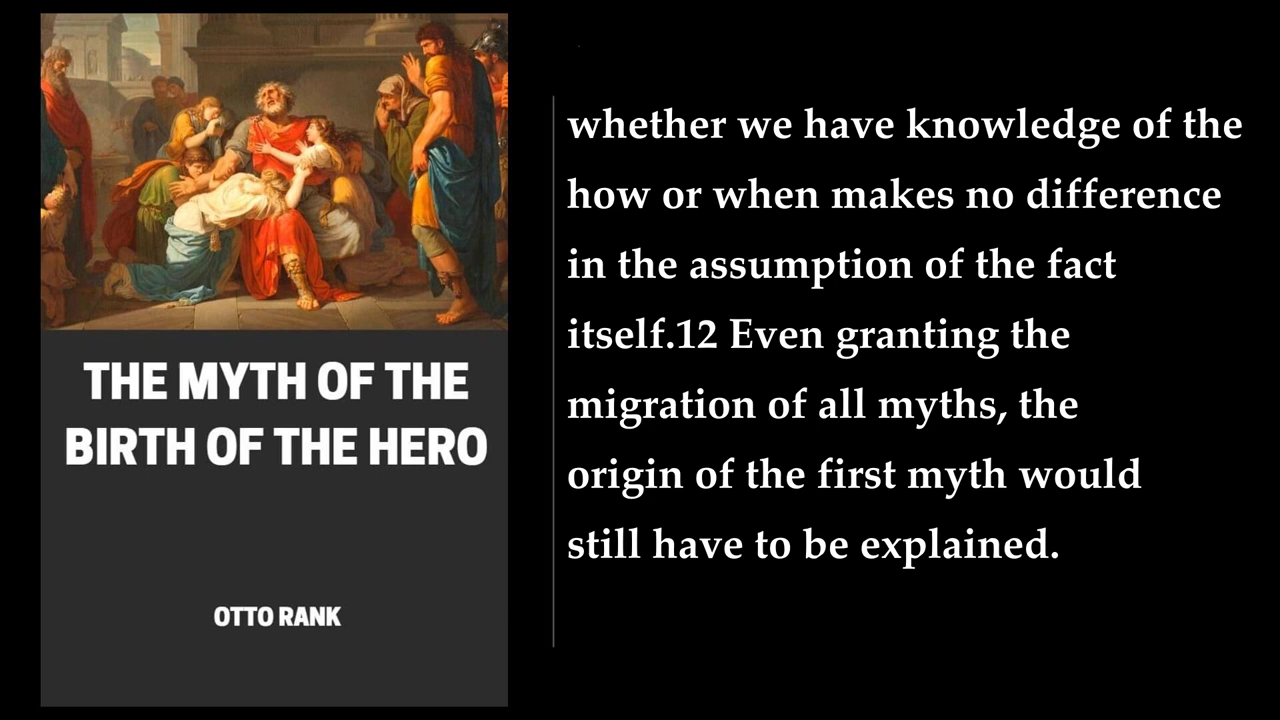 THE MYTH OF THE
BIRTH OF THE HERO
OTTO RANK
whether we have knowledge of the
how or when makes no difference
in the assumption of the fact
itself.12 Even granting the
migration of all myths, the
origin of the first myth would
still have to be explained.